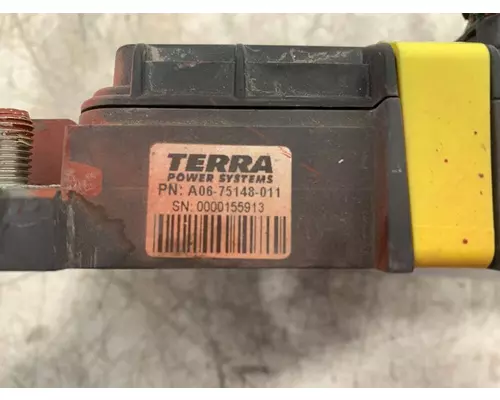 TERRA
POWER SYSTEMS
PN: A06-75148-011
SN: 0000155913